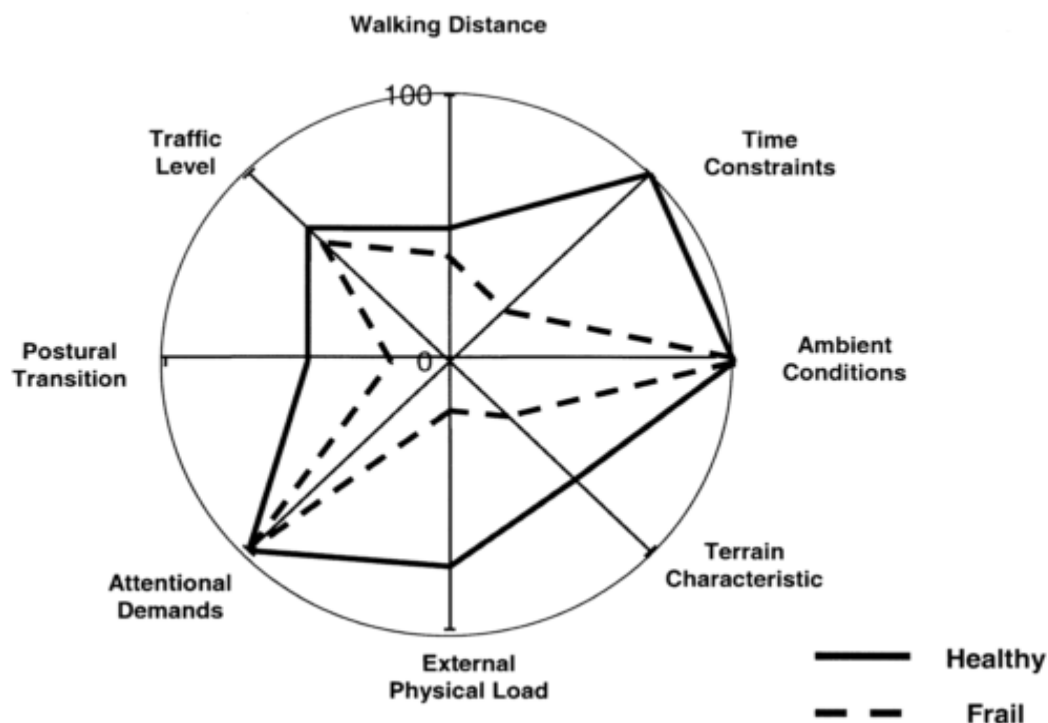 Walking Distance
100
Traffic
Level
Time
Constraints
Postural
Transition
0
Ambient
Conditions
Attentional
Demands
Terrain
Characteristic
External
Physical Load
Healthy
Frail